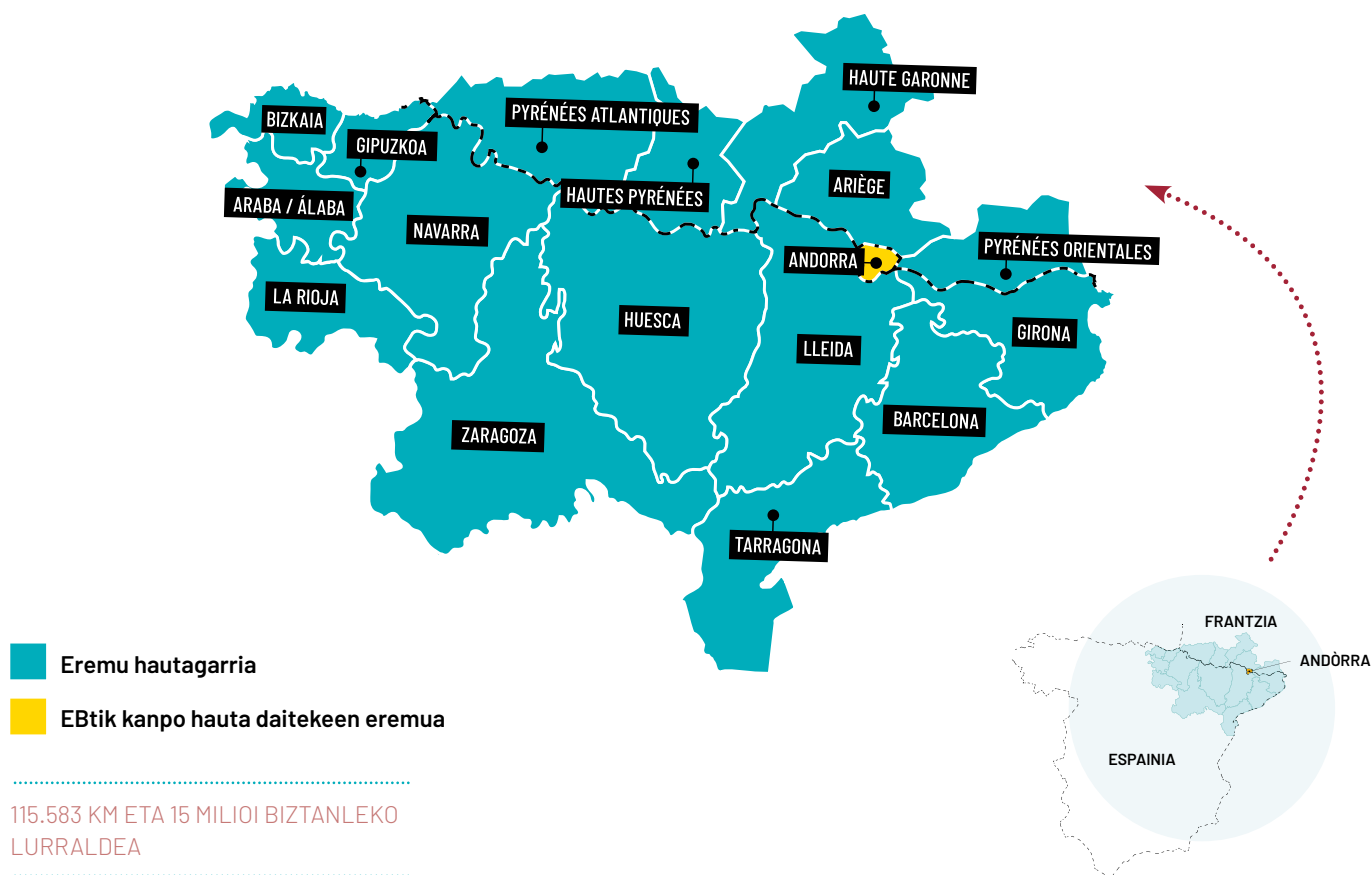 HAUTE GARONNE
PYRÉNÉES ATLANTIQUES
BIZKAIA
GIPUZKOA
ARIÈGE
HAUTES PYRÉNÉES
ARABA / ÁLABA
NAVARRA
PYRÉNÉES ORIENTALES
ANDORRA
LA RIOJA
HUESCA
GIRONA
LLEIDA
BARCELONA
ZARAGOZA
TARRAGONA
FRANTZIA
ANDÒRRA
ESPAINIA
Eremu hautagarria
EBtik kanpo hauta daitekeen eremua
115.583 KM ETA 15 MILIOI BIZTANLEKO
LURRALDEA